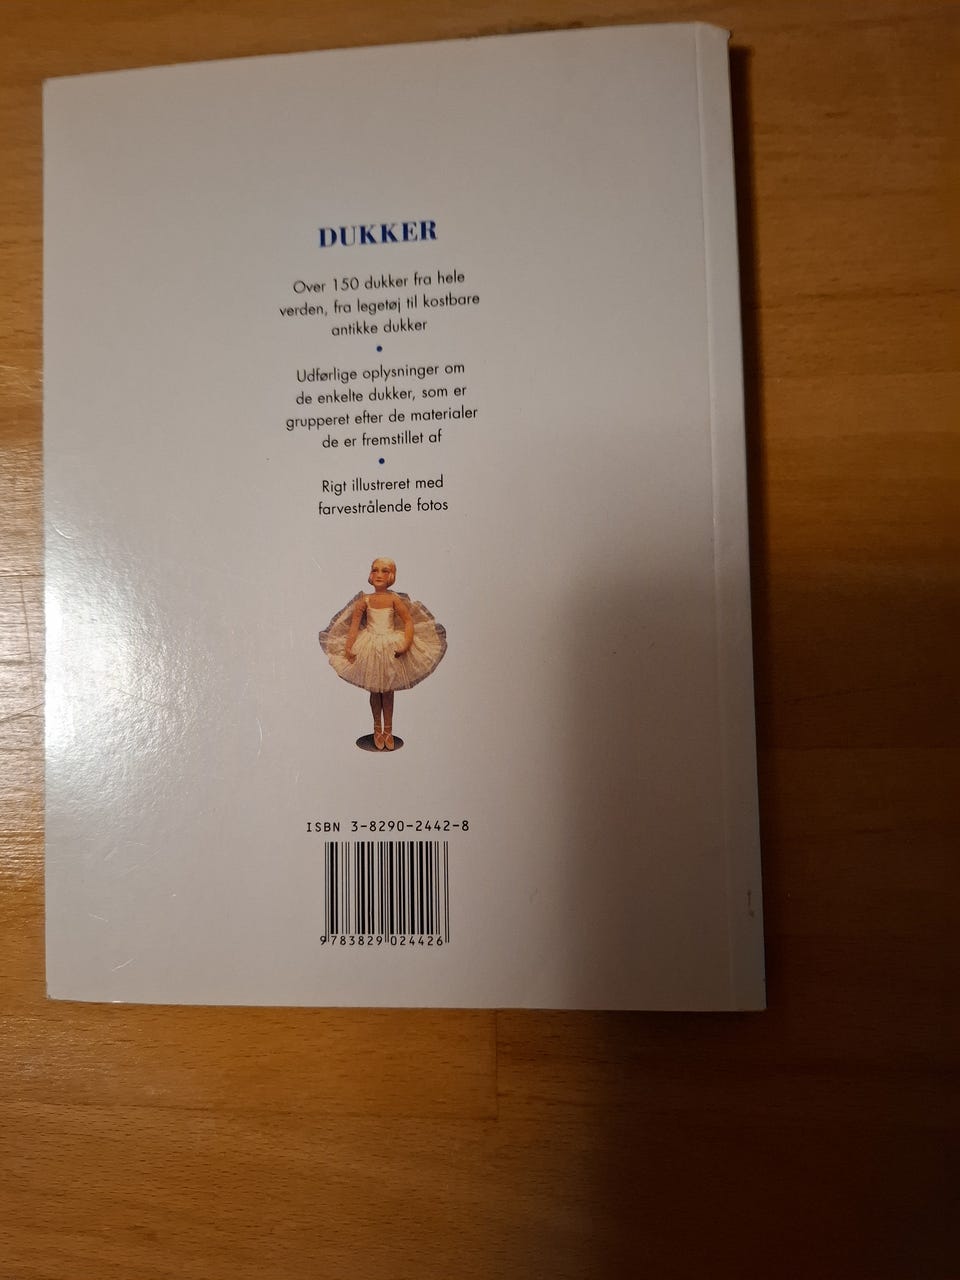 DUKKER
Over 150 dukker fra hele
verden, fra legetøj til kostbare
antikke dukker
•
Udførlige oplysninger om
de enkelte dukker, som er
grupperet efter de materialer
de er fremstillet af
•
Rigt illustreret med
farvestrålende fotos
ISBN 3-8290-2442-8
9 783829 024426